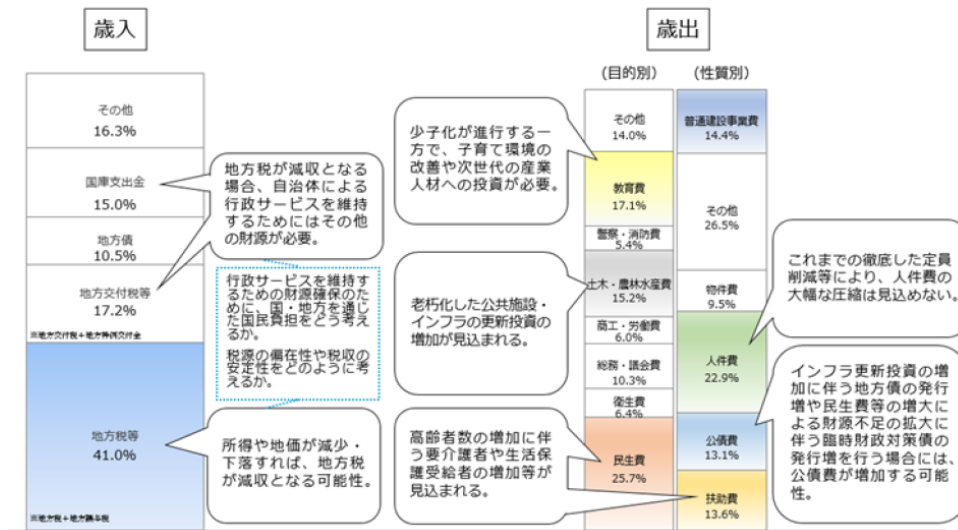 歳入
その他
16.3%
国庫支出金
15.0%
地方債
10.5%
地方交付税等
17.2%
※地方交付税+地方特例交付金
地方税等
41.0%
※地方税+地方譲与税
地方税が減収となる
場合、自治体による
行政サービスを維持
するためにはその他
の財源が必要。
行政サービスを維持す
るための財源確保のた
めに、国・地方を通じ
た国民負担をどう考え
るか。
税源の偏在性や税収の
安定性をどのように考
えるか。
所得や地価が減少・
下落すれば、地方税
が減収となる可能性。
歳出
(目的別)
(性質別)
その他
14.0%
教育費
17.1%
警察・消防費
5.4%
土木・農林水産費
15.2%
商工・労働費
6.0%
総務・議会費
10.3%
衛生費
6.4%
民生費
25.7%
普通建設事業費
14.4%
その他
26.5%
物件費
9.5%
人件費
22.9%
公債費
13.1%
扶助費
13.6%
少子化が進行する一
方で、子育て環境の
改善や次世代の産業
人材への投資が必要。
老朽化した公共施設・
インフラの更新投資の
増加が見込まれる。
高齢者数の増加に伴
う要介護者や生活保
護受給者の増加等が
見込まれる。
これまでの徹底した定員
削減等により、人件費の
大幅な圧縮は見込めない。
インフラ更新投資の増
加に伴う地方債の発行
増や民生費等の増大に
よる財源不足の拡大に
伴う臨時財政対策債の
発行増を行う場合には、
公債費が増加する可能
性。